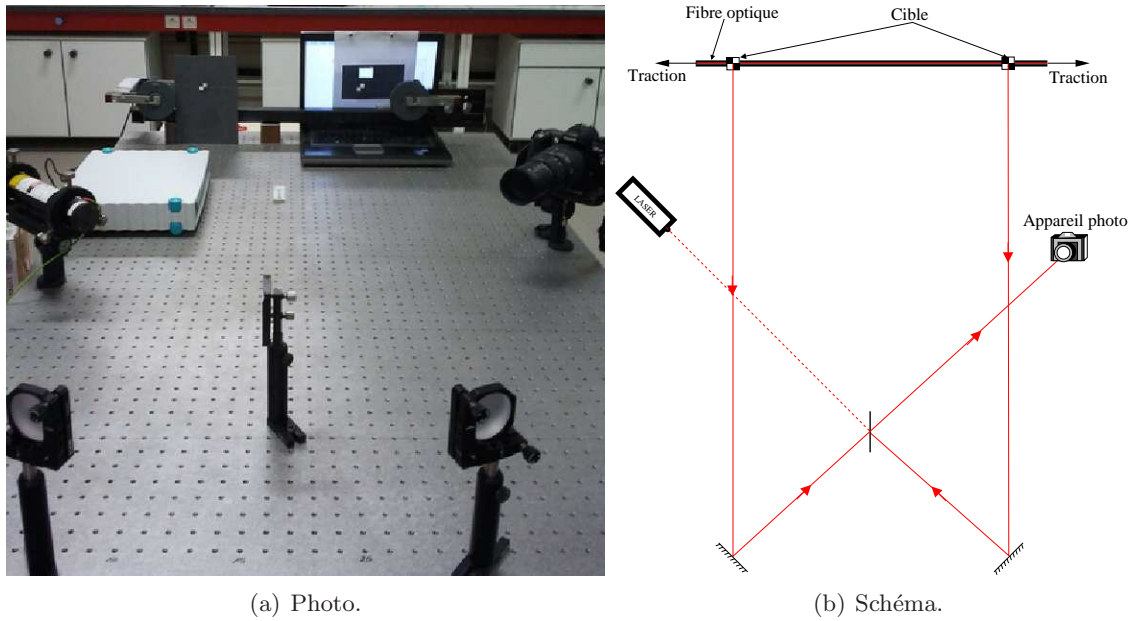 Fibre optique
Cible
Traction
Traction
LASER
Appareil photo
(a) Photo.
(b) Schéma.